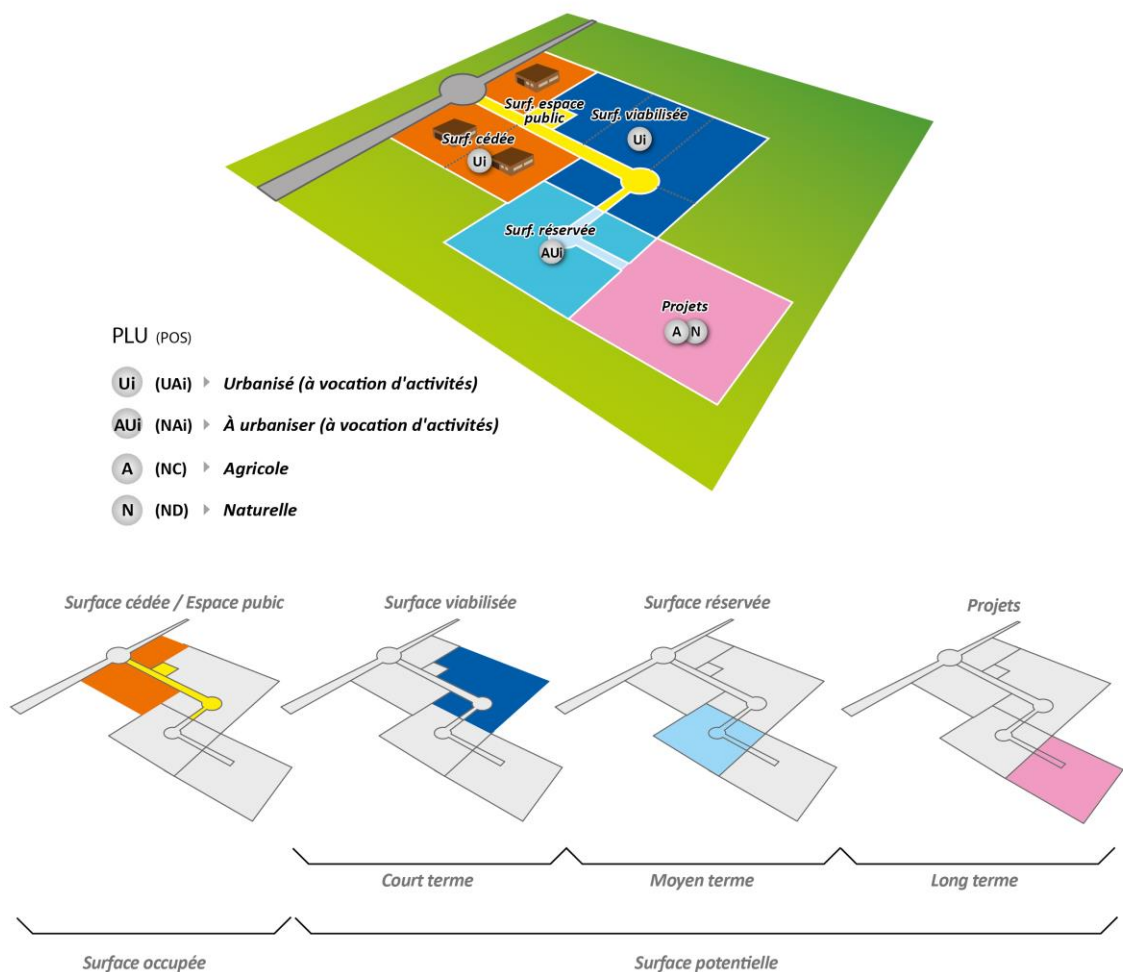 Surf. espace
public
Surf. viabilisée
Ui
Surf. cédée
Ui
Surf. réservée
AUi
Projets
A N
PLU (POS)
Ui (UAi) Urbanisé (à vocation d'activités)
AUi (NAi) À urbaniser (à vocation d'activités)
A (NC) Agricole
N (ND) Naturelle
Surface cédée / Espace pubic
Surface viabilisée
Surface réservée
Projets
Court terme
Moyen terme
Long terme
Surface occupée
Surface potentielle